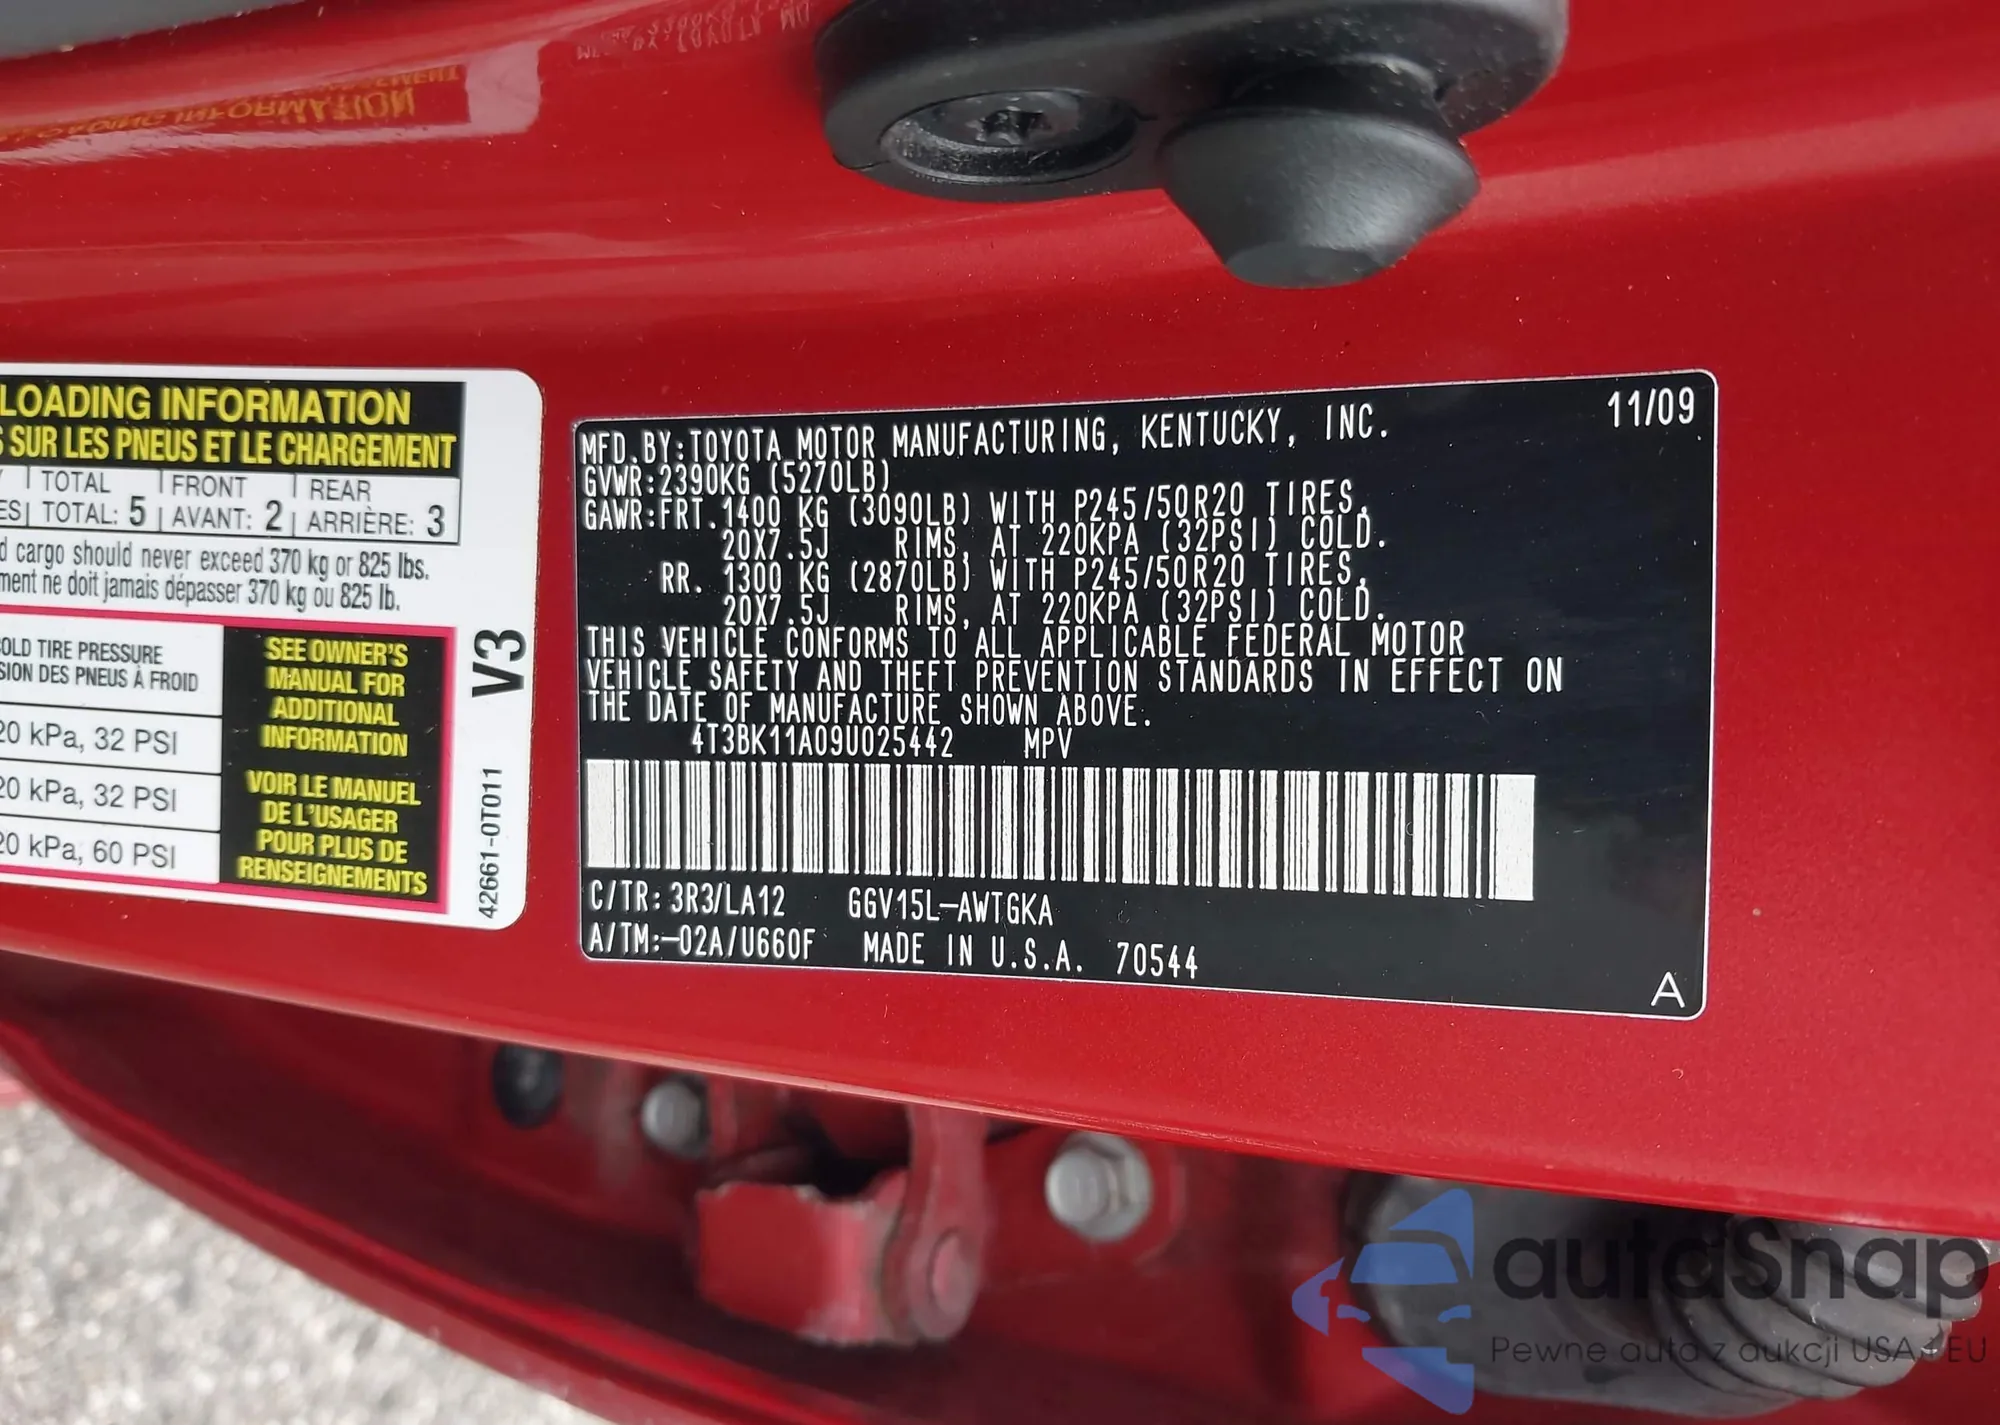 LOADING INFORMATION
SUR LES PNEUS ET LE CHARGEMENT
TOTAL FRONT REAR
TOTAL: 5 AVANT: 2 ARRIÈRE: 3
cargo should never exceed 370 kg or 825 lbs.
ne doit jamais dépasser 370 kg ou 825 lb.
TIRE PRESSURE
DES PNEUS À FROID
20 kPa, 32 PSI
20 kPa, 32 PSI
20 kPa, 60 PSI
SEE OWNER'S
MANUAL FOR
ADDITIONAL
INFORMATION
VOIR LE MANUEL
DE L'USAGER
POUR PLUS DE
RENSEIGNEMENTS
V3
42661-0T011
11/09
MFD.BY:TOYOTA MOTOR MANUFACTURING, KENTUCKY, INC.
GVWR:2390KG (5270LB)
GAWR:FRT.1400 KG (3090LB) WITH P245/50R20 TIRES,
20X7.5J RIMS, AT 220KPA (32PSI) COLD.
RR. 1300 KG (2870LB) WITH P245/50R20 TIRES,
20X7.5J RIMS, AT 220KPA (32PSI) COLD.
THIS VEHICLE CONFORMS TO ALL APPLICABLE FEDERAL MOTOR
VEHICLE SAFETY AND THEFT PREVENTION STANDARDS IN EFFECT ON
THE DATE OF MANUFACTURE SHOWN ABOVE.
4T3BK11A09U025442 MPV
C/TR: 3R3/LA12 GGV15L-AWTGKA
A/TM:-02A/U660F MADE IN U.S.A. 70544
A
autoSnap
Pewne auta z aukcji USA i EU